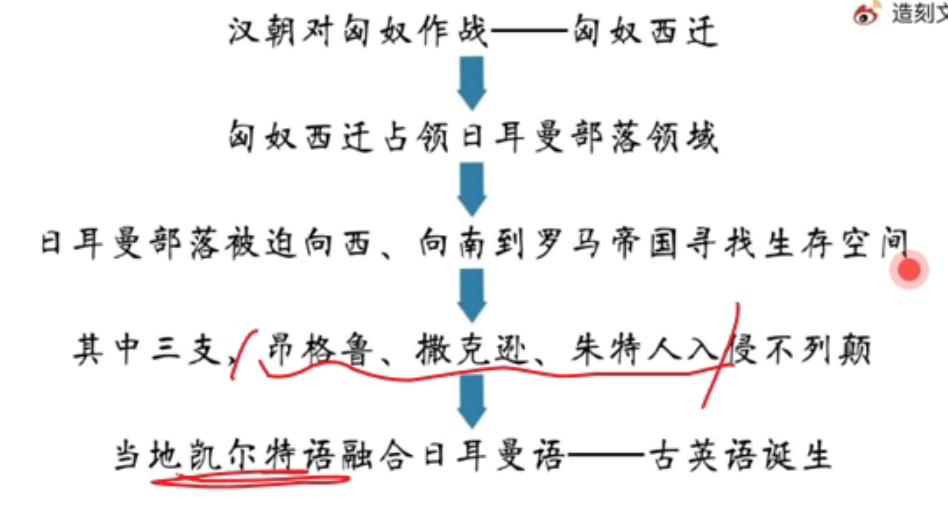 造刻文
汉朝对匈奴作战——匈奴西迁
匈奴西迁占领日耳曼部落领域
日耳曼部落被迫向西、向南到罗马帝国寻找生存空间
其中三支，昂格鲁、撒克逊、朱特人入侵不列颠
当地凯尔特语融合日耳曼语——古英语诞生